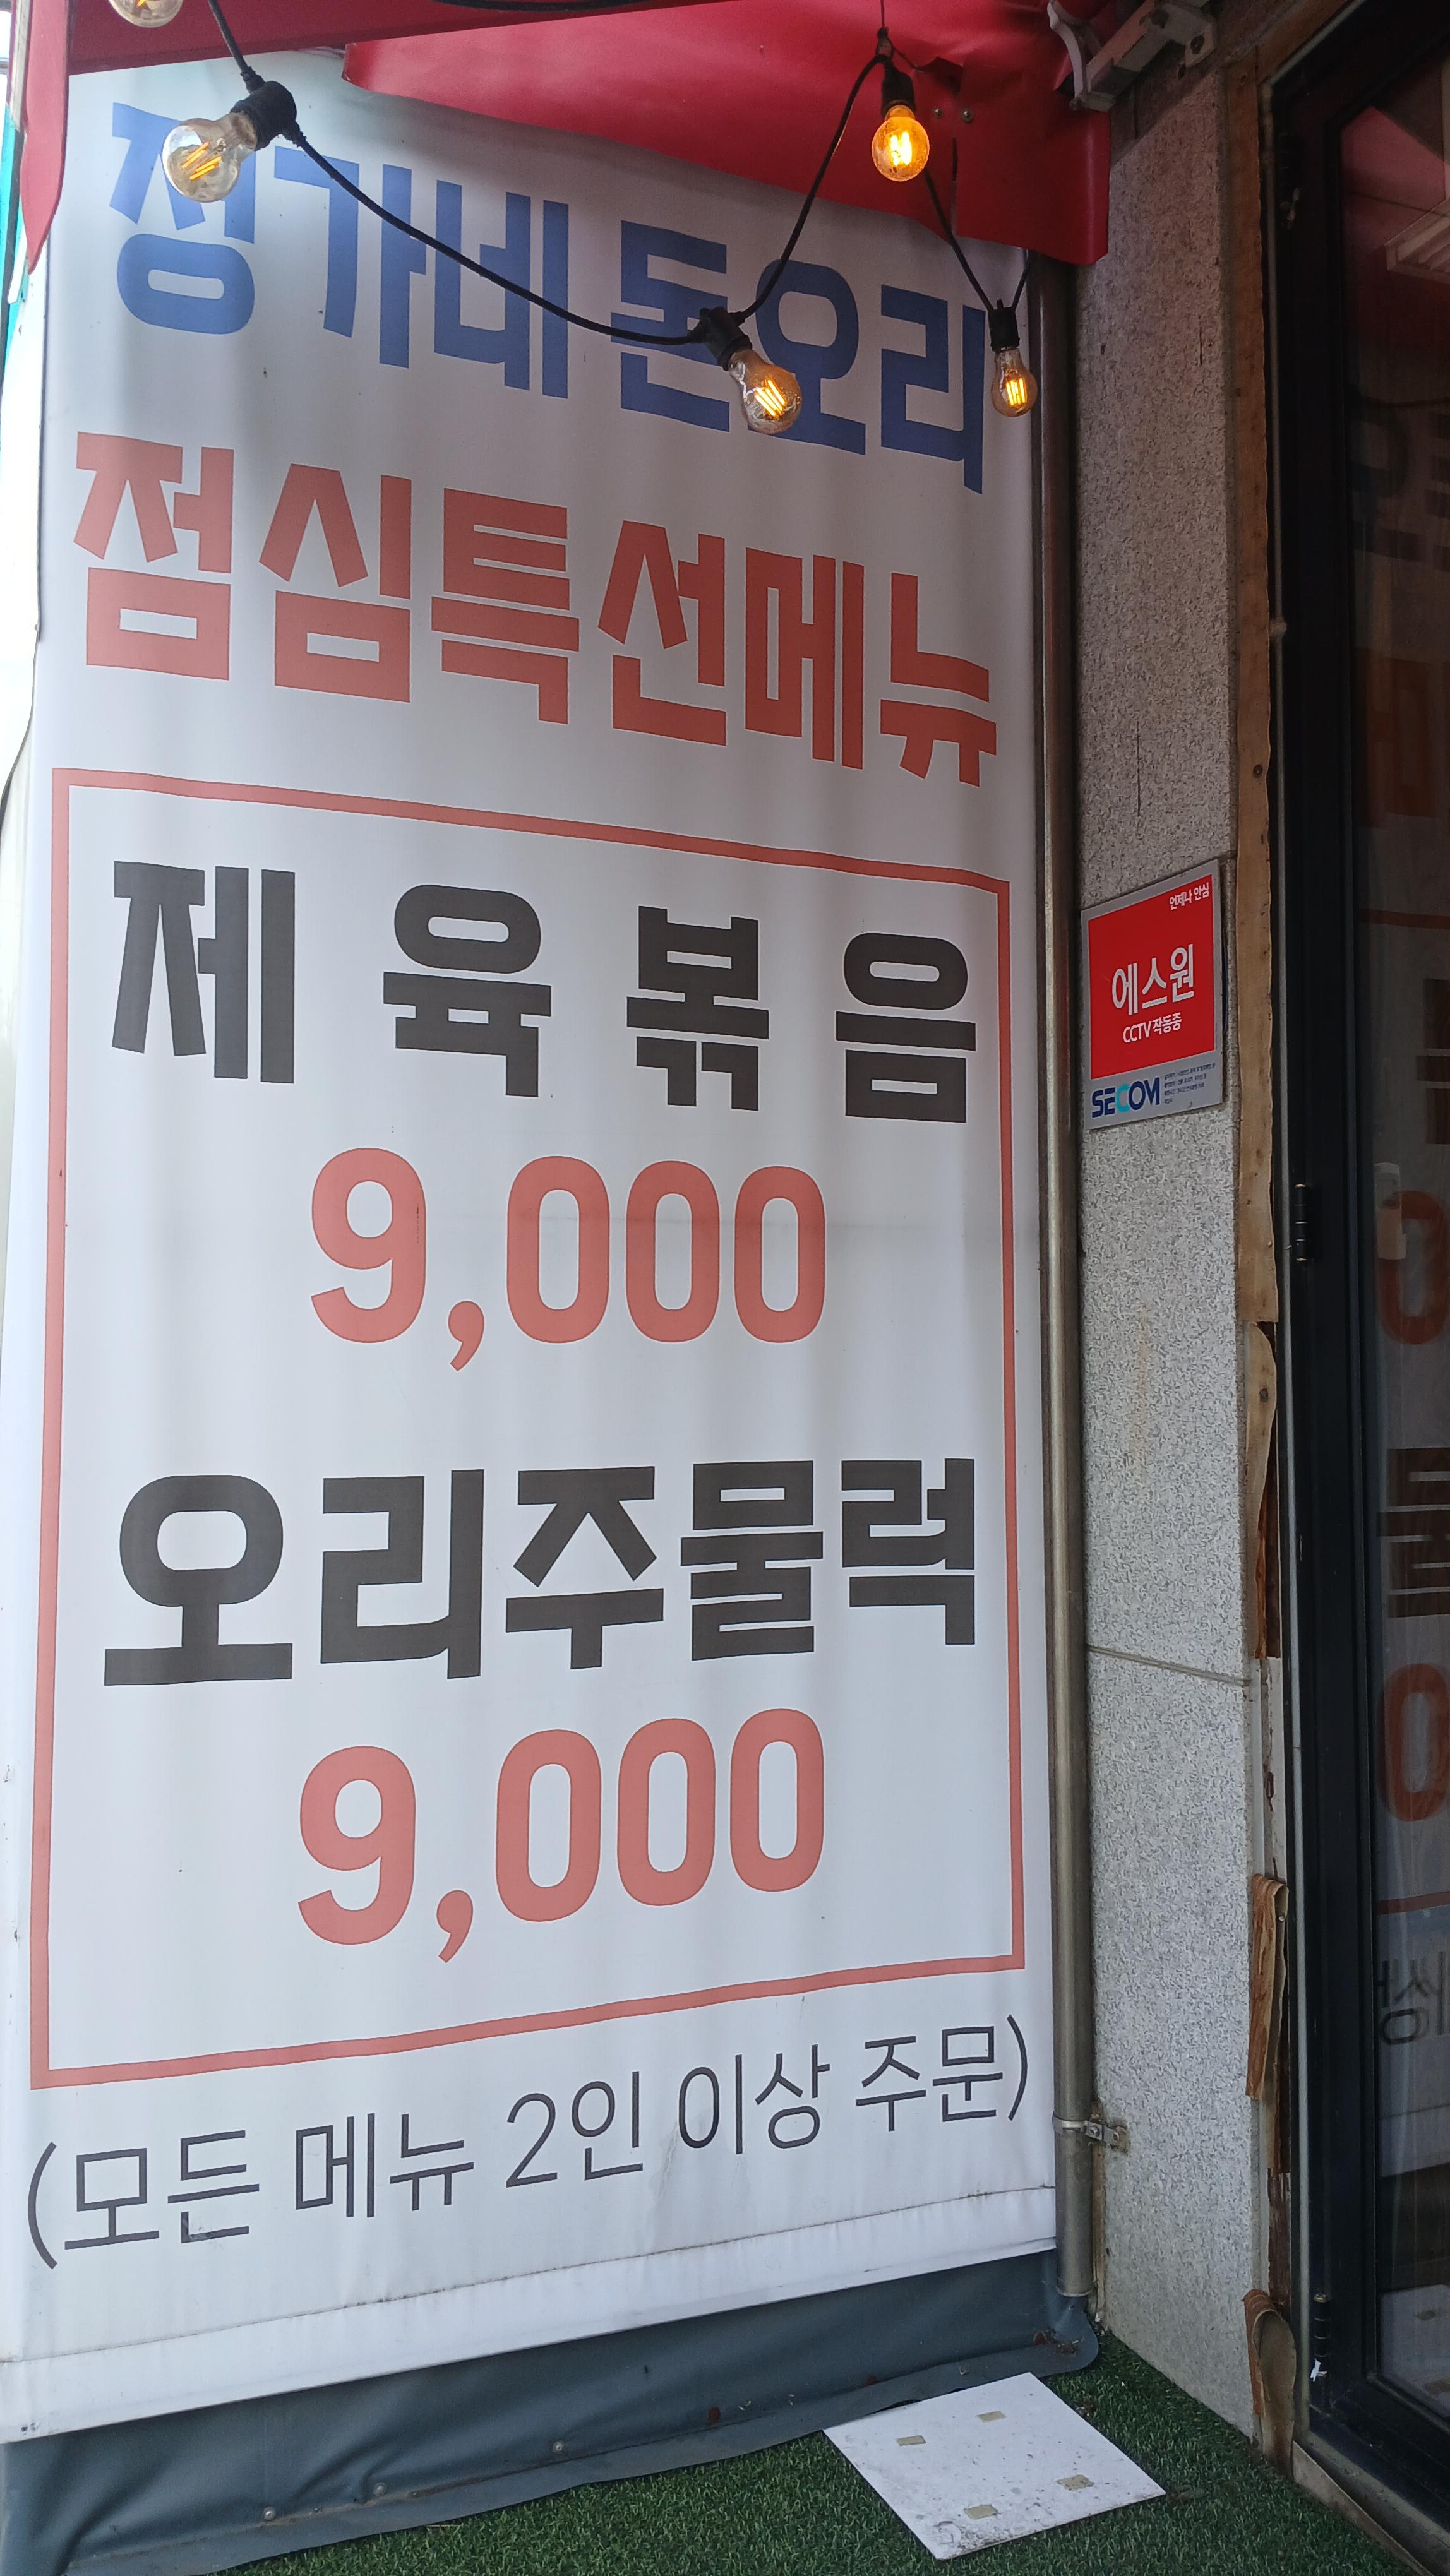 정가네 돈오리
점심특선메뉴
제육볶음
9,000
오리주물력
9,000
(모든 메뉴 2인 이상 주문)
언제나 안심
에스원
CCTV 작동중
SECOM